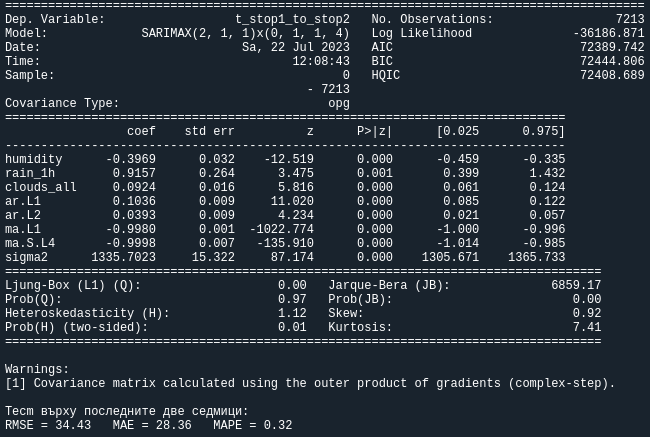 ==========================================================================================
Dep. Variable: t_stop1_to_stop2 No. Observations: 7213
Model: SARIMAX(2, 1, 1)x(0, 1, 1, 4) Log Likelihood -36186.871
Date: Sa, 22 Jul 2023 AIC 72389.742
Time: 12:08:43 BIC 72444.806
Sample: 0 HQIC 72408.689
- 7213
Covariance Type: opg
==============================================================================
coef std err z P>|z| [0.025 0.975]
------------------------------------------------------------------------------
humidity -0.3969 0.032 -12.519 0.000 -0.459 -0.335
rain_1h 0.9157 0.264 3.475 0.001 0.399 1.432
clouds_all 0.0924 0.016 5.816 0.000 0.061 0.124
ar.L1 0.1036 0.009 11.020 0.000 0.085 0.122
ar.L2 0.0393 0.009 4.234 0.000 0.021 0.057
ma.L1 -0.9980 0.001 -1022.774 0.000 -1.000 -0.996
ma.S.L4 -0.9998 0.007 -135.910 0.000 -1.014 -0.985
sigma2 1335.7023 15.322 87.174 0.000 1305.671 1365.733
===================================================================================
Ljung-Box (L1) (Q): 0.00 Jarque-Bera (JB): 6859.17
Prob(Q): 0.97 Prob(JB): 0.00
Heteroskedasticity (H): 1.12 Skew: 0.92
Prob(H) (two-sided): 0.01 Kurtosis: 7.41
===================================================================================
Warnings:
[1] Covariance matrix calculated using the outer product of gradients (complex-step).
Тест върху последните две седмици:
RMSE = 34.43 MAE = 28.36 MAPE = 0.32